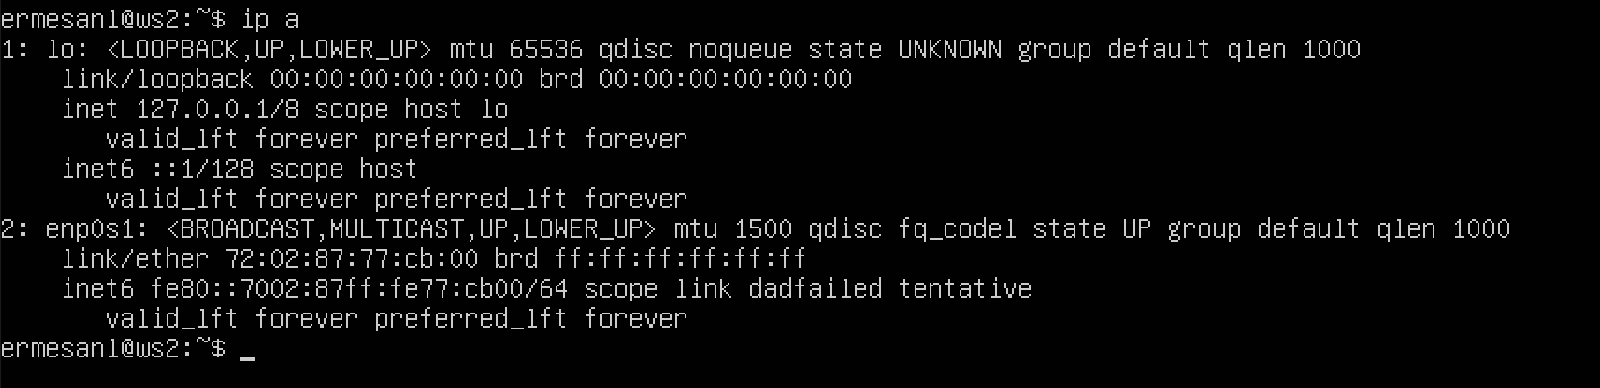 ermesanl@ws2:~$ ip a
1: lo: <LOOPBACK,UP,LOWER_UP> mtu 65536 qdisc noqueue state UNKNOWN group default qlen 1000
link/loopback 00:00:00:00:00:00 brd 00:00:00:00:00:00
inet 127.0.0.1/8 scope host lo
valid_lft forever preferred_lft forever
inet6 ::1/128 scope host
valid_lft forever preferred_lft forever
2: enp0s1: <BROADCAST,MULTICAST,UP,LOWER_UP> mtu 1500 qdisc fq_codel state UP group default qlen 1000
link/ether 72:02:87:77:cb:00 brd ff:ff:ff:ff:ff:ff
inet6 fe80::7002:87ff:fe77:cb00/64 scope link dadfailed tentative
valid_lft forever preferred_lft forever
ermesanl@ws2:~$ _